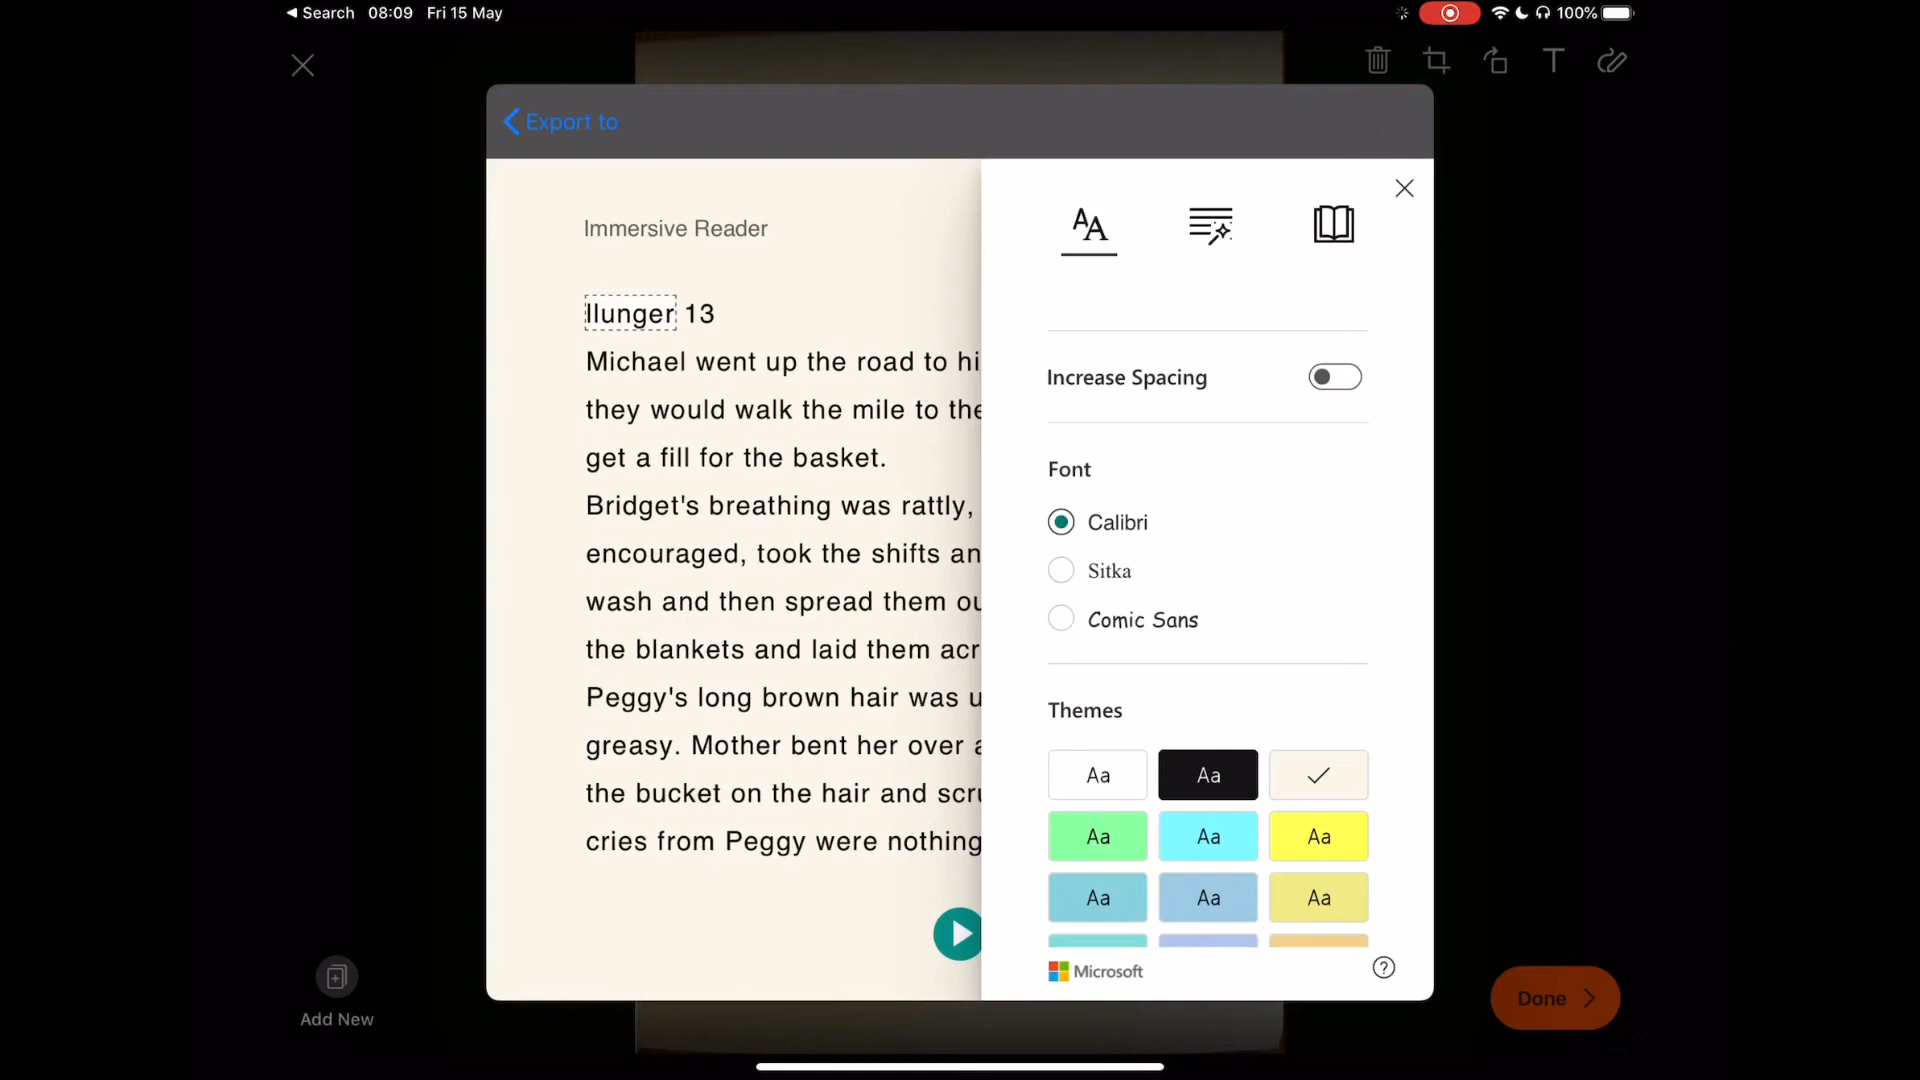 Search 08:09 Fri 15 May 100%
Export to
Immersive Reader
llunger 13
Michael went up the road to hi
they would walk the mile to the
get a fill for the basket.
Bridget's breathing was rattly,
encouraged, took the shifts an
wash and then spread them ou
the blankets and laid them acr
Peggy's long brown hair was u
greasy. Mother bent her over a
the bucket on the hair and scru
cries from Peggy were nothing
AA
Increase Spacing
Font
Calibri
Sitka
Comic Sans
Themes
Aa Aa
Aa Aa Aa
Aa Aa Aa
Microsoft
Add New
Done